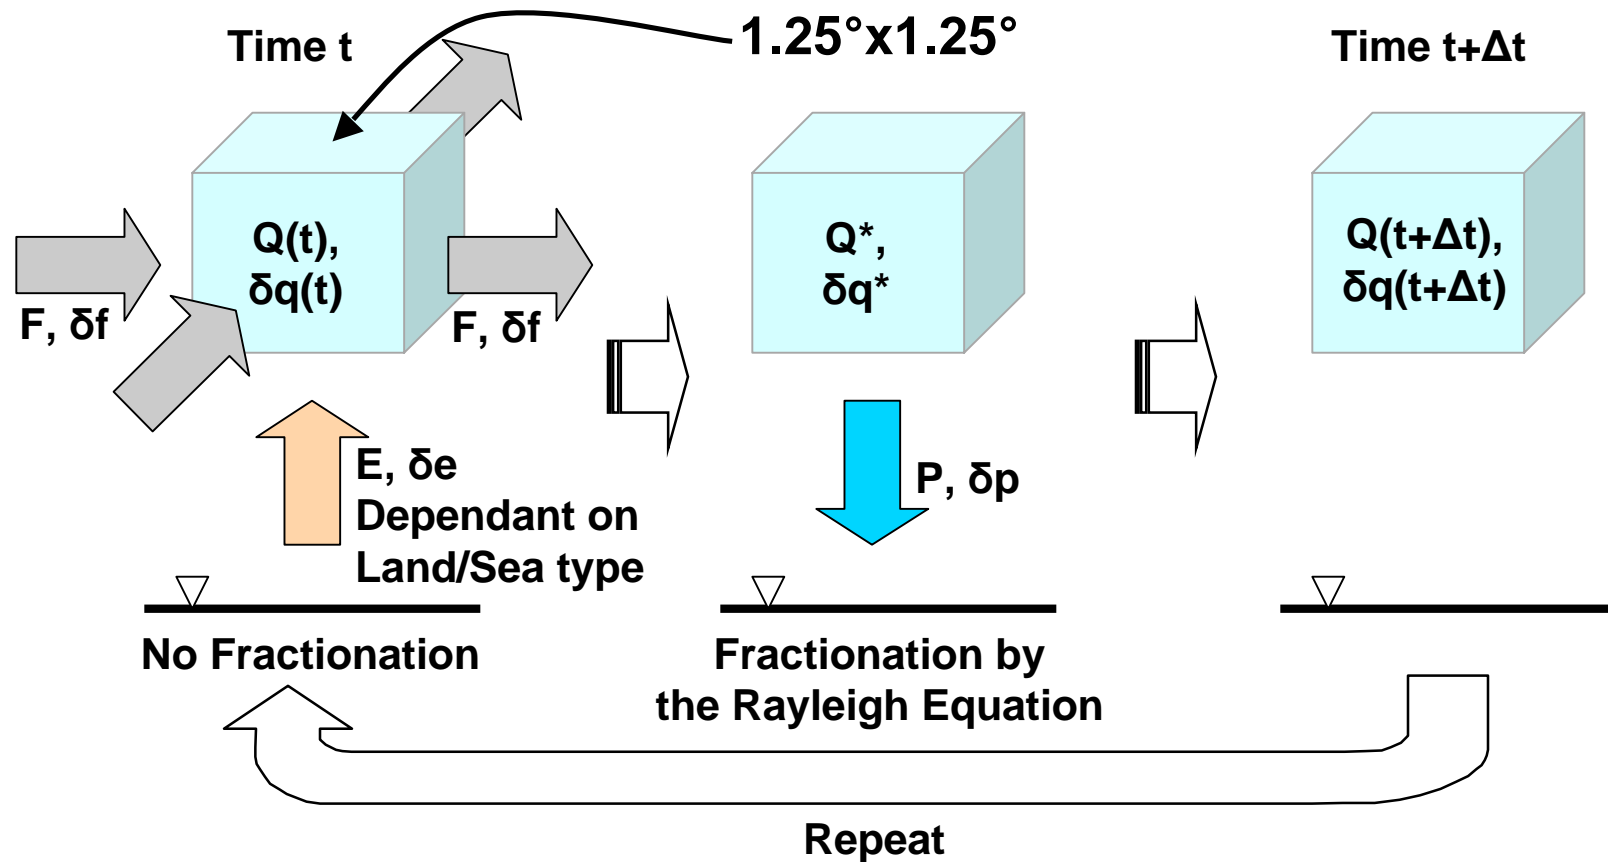 Time t
1.25°x1.25°
Time t+Δt
Q(t),
δq(t)
Q*,
δq*
Q(t+Δt),
δq(t+Δt)
F, δf
F, δf
E, δe
Dependant on
Land/Sea type
P, δp
No Fractionation
Fractionation by
the Rayleigh Equation
Repeat